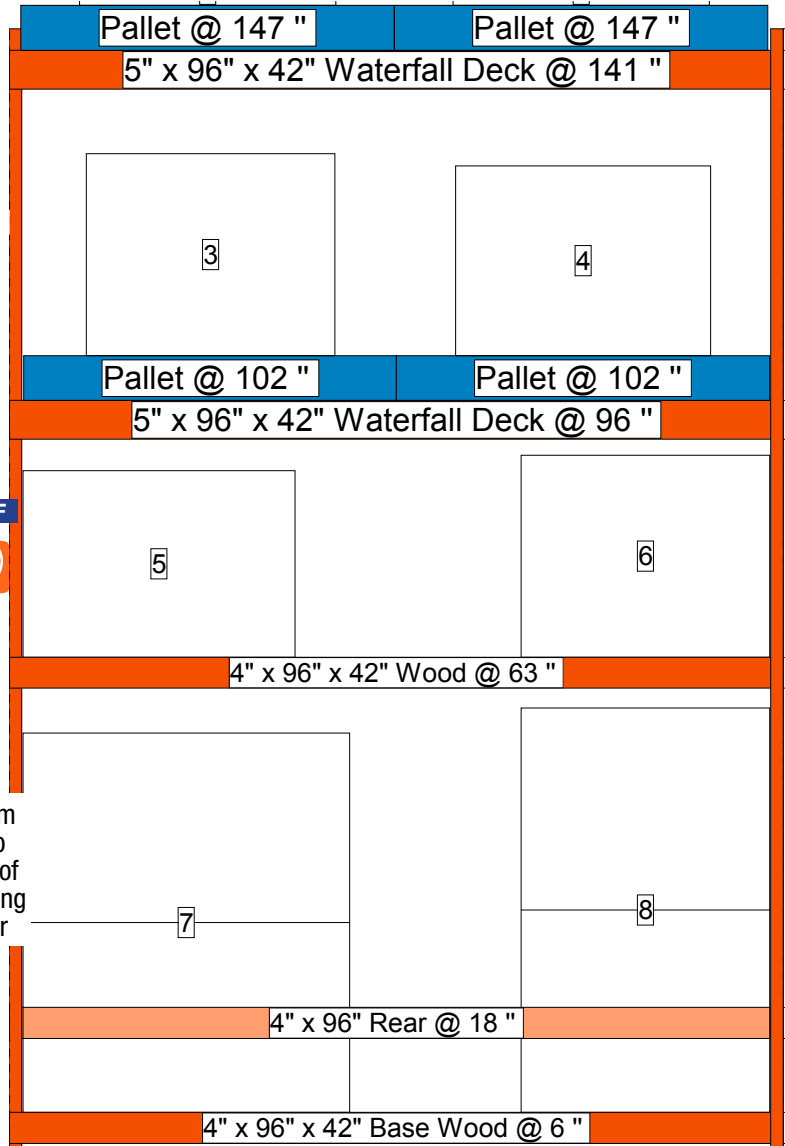 Pallet @ 147 " Pallet @ 147 "
5" x 96" x 42" Waterfall Deck @ 141 "
3 4
Pallet @ 102 " Pallet @ 102 "
5" x 96" x 42" Waterfall Deck @ 96 "
5 6
4" x 96" x 42" Wood @ 63 "
of
7 8
4" x 96" Rear @ 18 "
4" x 96" x 42" Base Wood @ 6 "